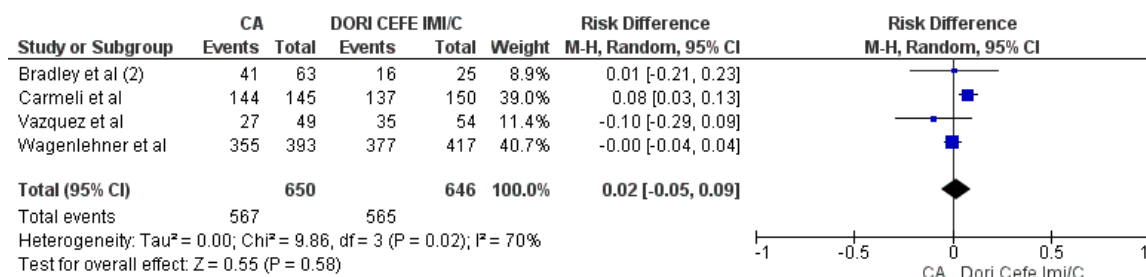 CA DORI CEFE IMI/C Risk Difference Risk Difference
Study or Subgroup Events Total Events Total Weight M-H, Random, 95% CI M-H, Random, 95% CI
Bradley et al (2) 41 63 16 25 8.9% 0.01 [-0.21, 0.23]
Carmeli et al 144 145 137 150 39.0% 0.08 [0.03, 0.13]
Vazquez et al 27 49 35 54 11.4% -0.10 [-0.29, 0.09]
Wagenlehner et al 355 393 377 417 40.7% -0.00 [-0.04, 0.04]
Total (95% CI) 650 646 100.0% 0.02 [-0.05, 0.09]
Total events 567 565
Heterogeneity: Tau² = 0.00; Chi² = 9.86, df = 3 (P = 0.02); I² = 70%
Test for overall effect: Z = 0.55 (P = 0.58)
-1 -0.5 0 0.5 1
CA Dori Cefe Imi/C